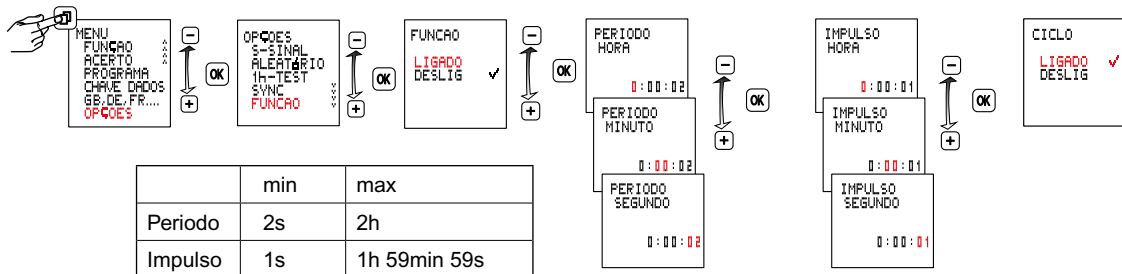 MENU
FUNÇAO
ACERTO
PROGRAMA
CHAVE DADOS
GB,DE,FR....
OPÇOES
−
OK
+
OPÇOES
S-SINAL
ALEATÓRIO
1h-TEST
SYNC
FUNCAO
−
OK
+
FUNCAO
LIGADO
DESLIG ✓
−
OK
+
PERIODO
HORA
0:00:02
PERIODO
MINUTO
0:00:02
PERIODO
SEGUNDO
0:00:02
−
OK
+
IMPULSO
HORA
0:00:01
IMPULSO
MINUTO
0:00:01
IMPULSO
SEGUNDO
0:00:01
−
OK
+
CICLO
LIGADO ✓
DESLIG
min max
Periodo 2s 2h
Impulso 1s 1h 59min 59s